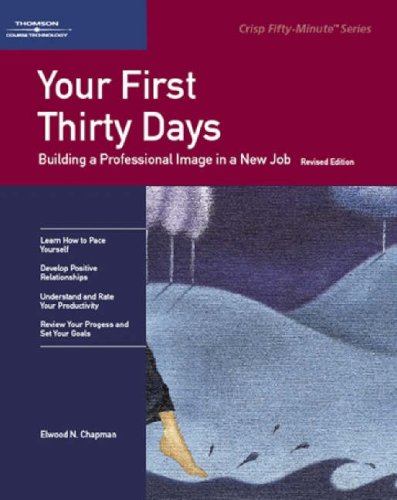 THOMSON
COURSE TECHNOLOGY
Crisp Fifty-Minute™ Series
Your First
Thirty Days
Building a Professional Image in a New Job Revised Edition
Learn How to Pace
Yourself
Develop Positive
Relationships
Understand and Rate
Your Productivity
Review Your Progess and
Set Your Goals
Elwood N. Chapman